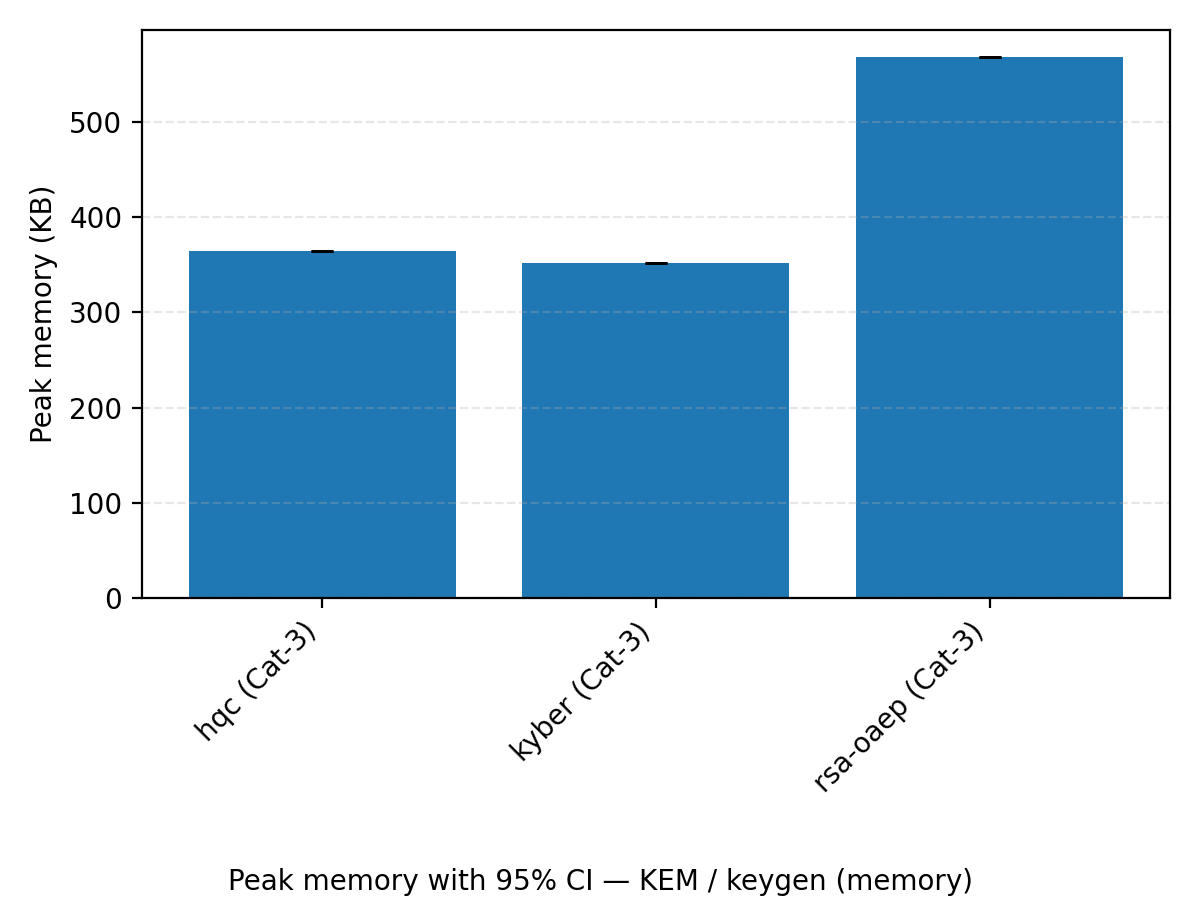 500
400
300
200
100
0
Peak memory (KB)
hqc (Cat-3)
kyber (Cat-3)
rsa-oaep (Cat-3)
Peak memory with 95% CI — KEM / keygen (memory)